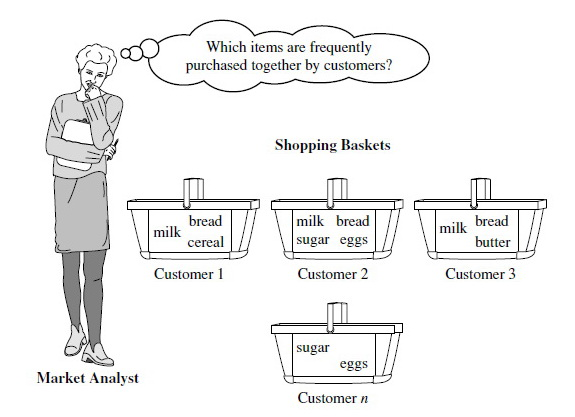 Which items are frequently
purchased together by customers?
Shopping Baskets
milk bread
cereal
Customer 1
milk bread
sugar eggs
Customer 2
milk bread
butter
Customer 3
sugar
eggs
Customer n
Market Analyst